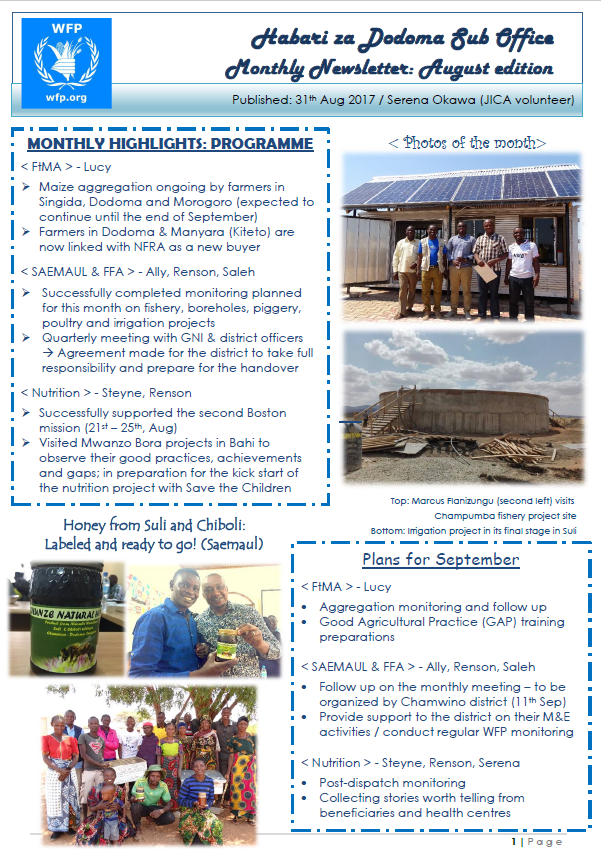 WFP
wfp.org
Habari za Dodoma Sub Office
Monthly Newsletter: August edition
Published: 31st Aug 2017 / Serena Okawa (JICA volunteer)
MONTHLY HIGHLIGHTS: PROGRAMME
< FtMA > - Lucy
➢ Maize aggregation ongoing by farmers in
Singida, Dodoma and Morogoro (expected to
continue until the end of September)
➢ Farmers in Dodoma & Manyara (Kiteto) are
now linked with NFRA as a new buyer
< SAEMAUL & FFA > - Ally, Renson, Saleh
➢ Successfully completed monitoring planned
for this month on fishery, boreholes, piggery,
poultry and irrigation projects
➢ Quarterly meeting with GNI & district officers
→ Agreement made for the district to take full
responsibility and prepare for the handover
< Nutrition > - Steyne, Renson
➢ Successfully supported the second Boston
mission (21st – 25th, Aug)
➢ Visited Mwanzo Bora projects in Bahi to
observe their good practices, achievements
and gaps; in preparation for the kick start of
the nutrition project with Save the Children
< Photos of the month>
Top: Marcus Fianizungu (second left) visits
Champumba fishery project site
Bottom: Irrigation project in its final stage in Suli
Honey from Suli and Chiboli:
Labeled and ready to go! (Saemaul)
NATURAL
Plans for September
< FtMA > - Lucy
• Aggregation monitoring and follow up
• Good Agricultural Practice (GAP) training
preparations
< SAEMAUL & FFA > - Ally, Renson, Saleh
• Follow up on the monthly meeting – to be
organized by Chamwino district (11th Sep)
• Provide support to the district on their M&E
activities / conduct regular WFP monitoring
< Nutrition > - Steyne, Renson, Serena
• Post-dispatch monitoring
• Collecting stories worth telling from
beneficiaries and health centres
1 | Page